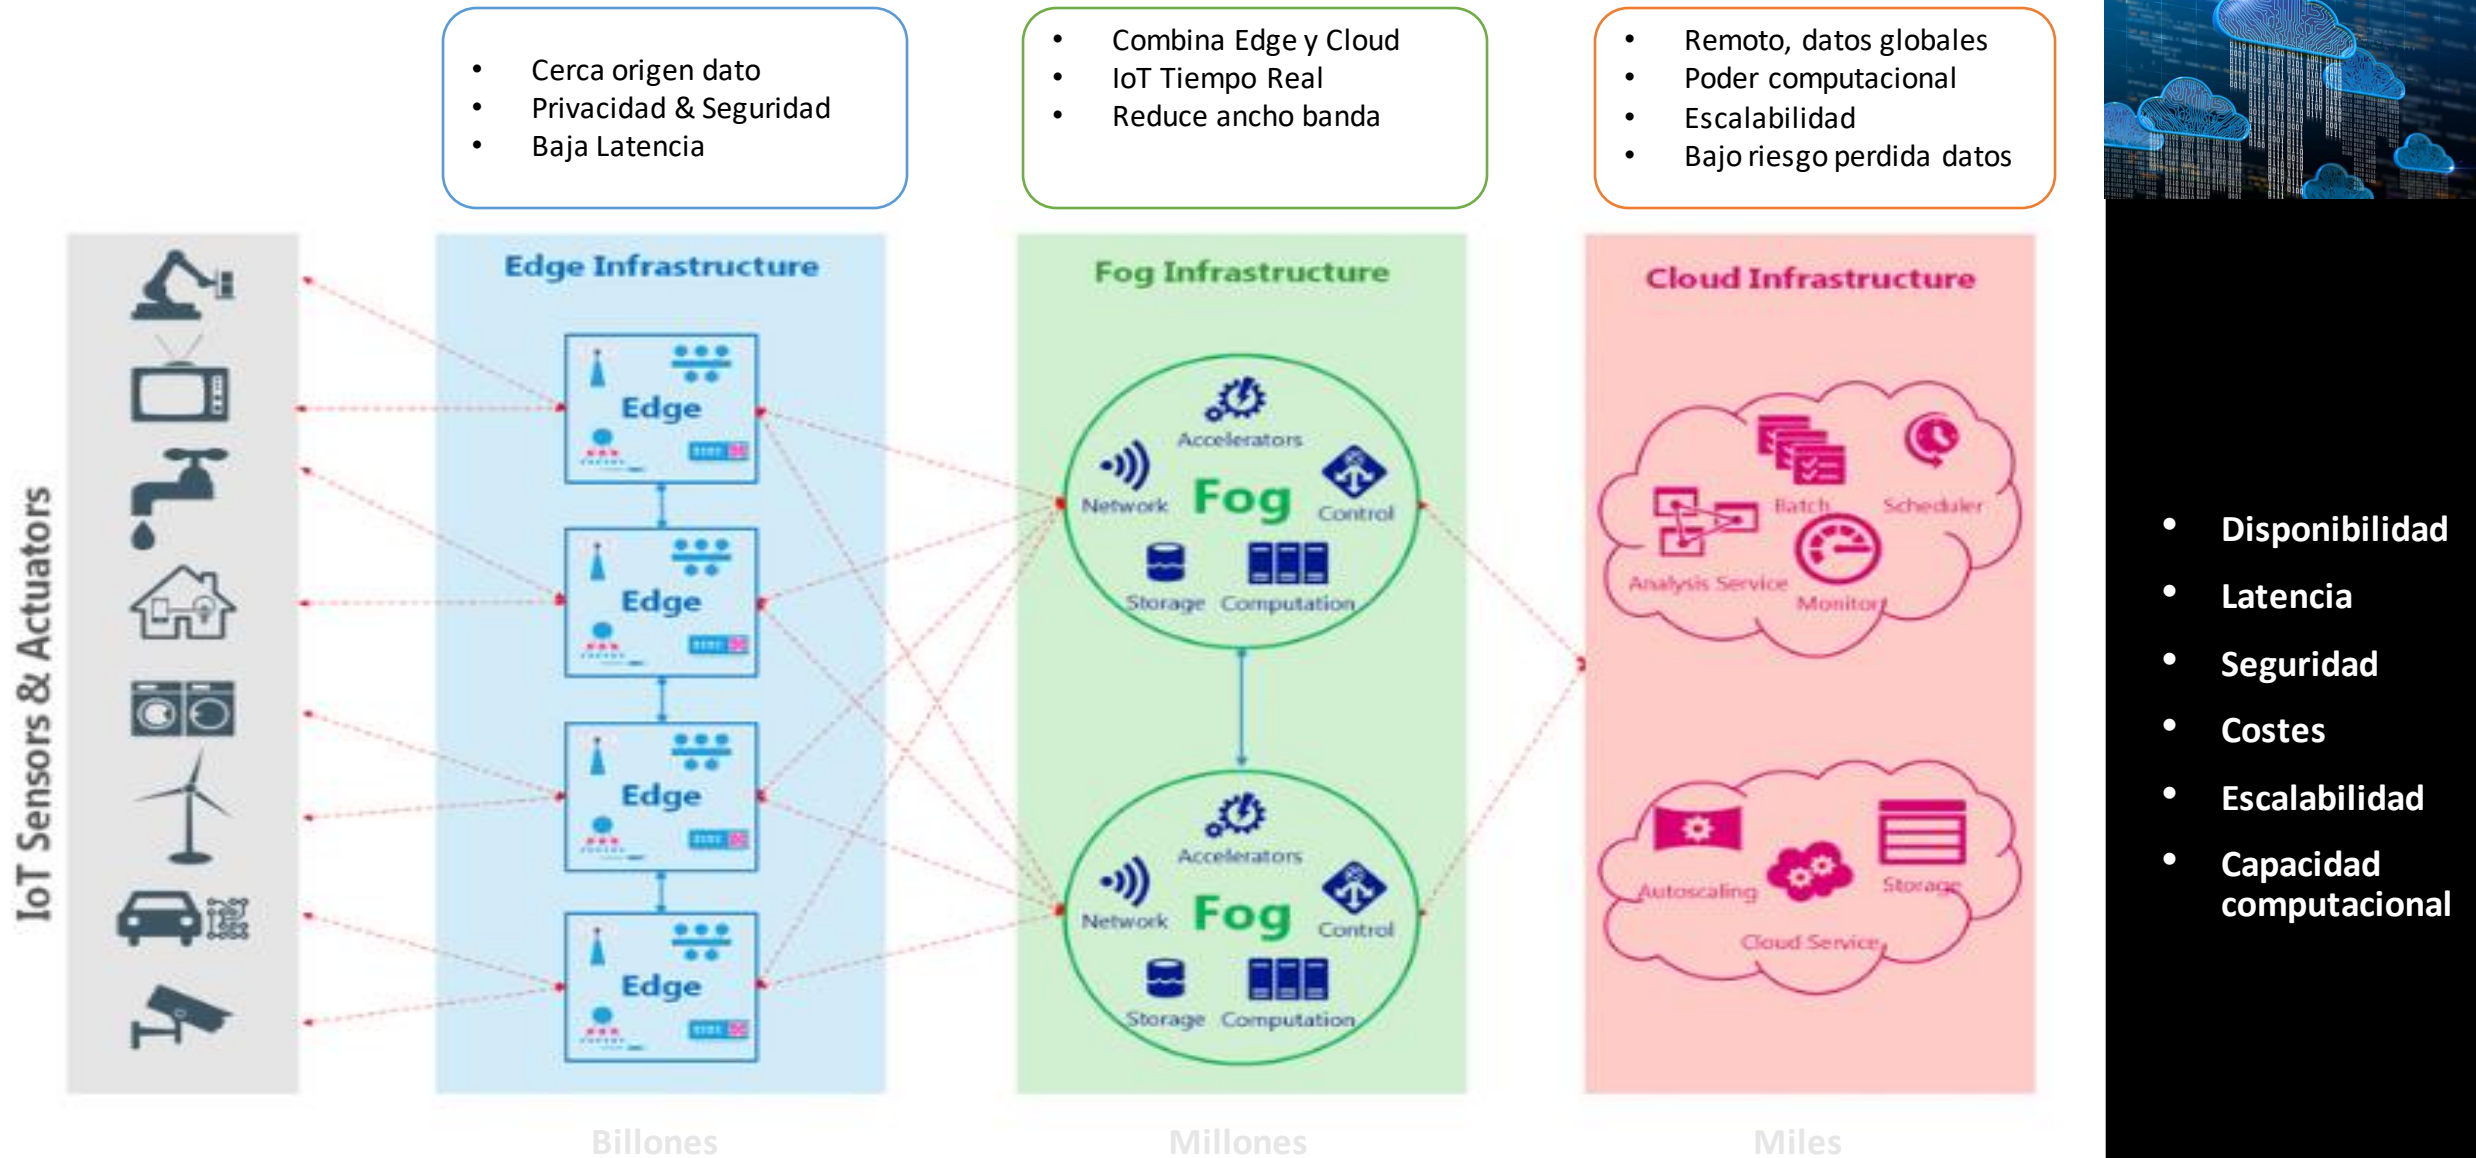 • Cerca origen dato
• Privacidad & Seguridad
• Baja Latencia
• Combina Edge y Cloud
• IoT Tiempo Real
• Reduce ancho banda
• Remoto, datos globales
• Poder computacional
• Escalabilidad
• Bajo riesgo perdida datos
IoT Sensors & Actuators
Edge Infrastructure
Edge
Edge
Edge
Edge
Billones
Fog Infrastructure
Accelerators
Network
Fog
Control
Storage
Computation
Accelerators
Network
Fog
Control
Storage
Computation
Millones
Cloud Infrastructure
Batch
Scheduler
Analysis Service
Monitor
Autoscaling
Storage
Cloud Service
Miles
• Disponibilidad
• Latencia
• Seguridad
• Costes
• Escalabilidad
• Capacidad
computacional